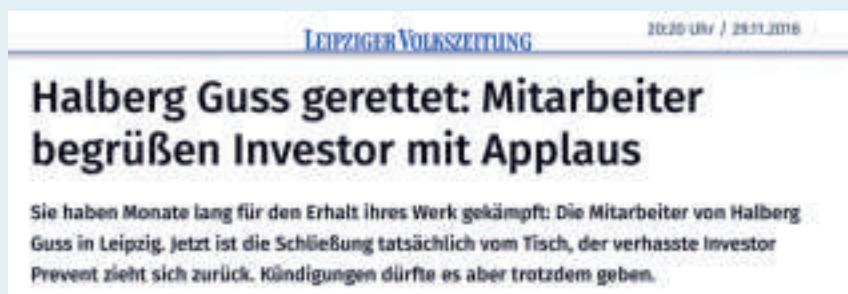 LEIPZIGER VOLKSZEITUNG
20:20 Uhr / 29.11.2018
Halberg Guss gerettet: Mitarbeiter
begrüßen Investor mit Applaus
Sie haben Monate lang für den Erhalt ihres Werk gekämpft: Die Mitarbeiter von Halberg
Guss in Leipzig. Jetzt ist die Schließung tatsächlich vom Tisch, der verhasste Investor
Prevent zieht sich zurück. Kündigungen dürfte es aber trotzdem geben.